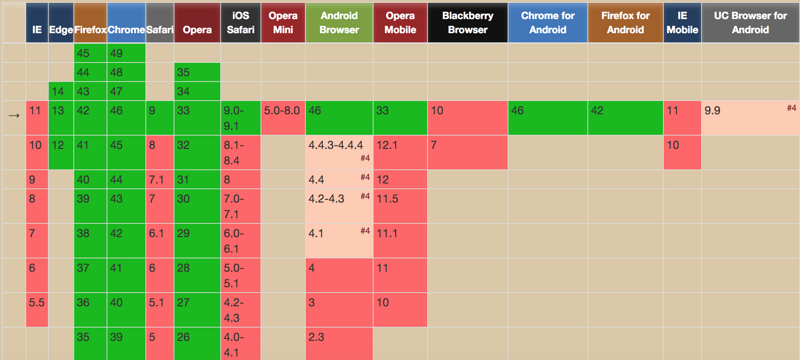 IE Edge Firefox Chrome Safari Opera iOS Safari Opera Mini Android Browser Opera Mobile Blackberry Browser Chrome for Android Firefox for Android IE Mobile UC Browser for Android
45 49
44 48 35
14 43 47 34
→ 11 13 42 46 9 33 9.0-9.1 5.0-8.0 46 33 10 46 42 11 9.9 #4
10 12 41 45 8 32 8.1-8.4 4.4.3-4.4.4 #4 12.1 7 10
9 40 44 7.1 31 8 4.4 #4 12
8 39 43 7 30 7.0-7.1 4.2-4.3 #4 11.5
7 38 42 6.1 29 6.0-6.1 4.1 #4 11.1
6 37 41 6 28 5.0-5.1 4 11
5.5 36 40 5.1 27 4.2-4.3 3 10
35 39 5 26 4.0-4.1 2.3